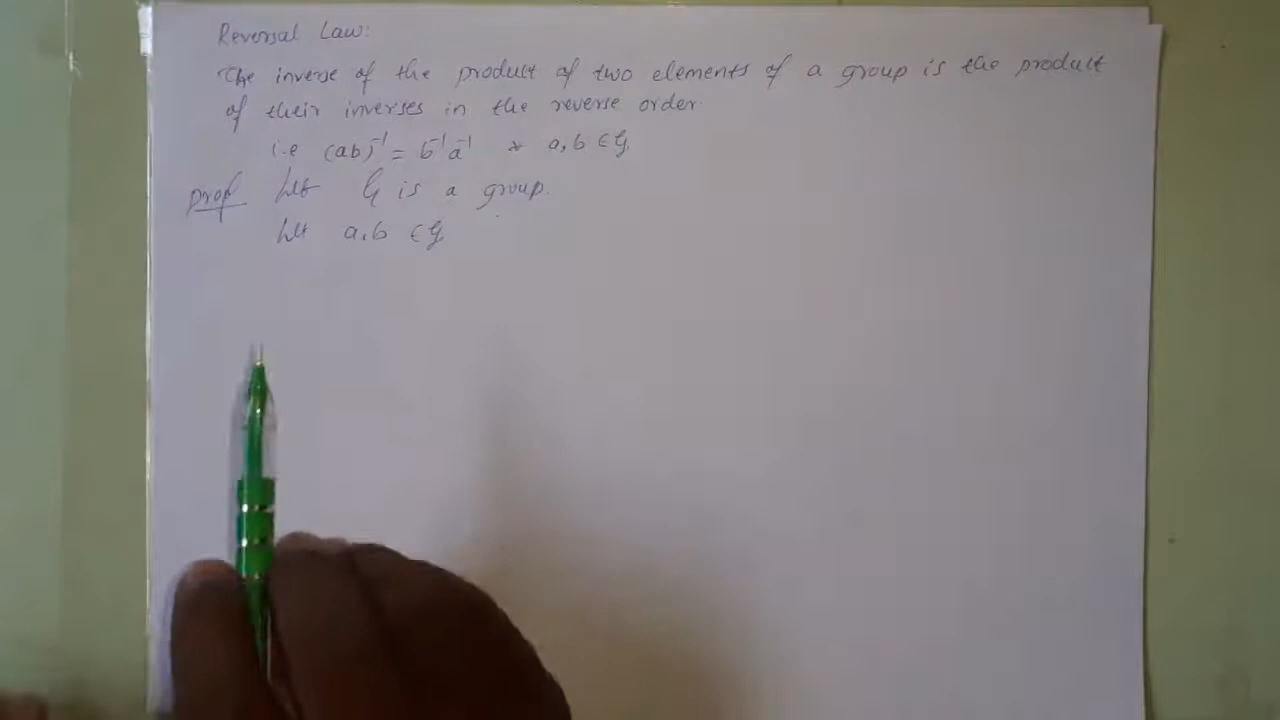 Reversal Law:
The inverse of the product of two elements of a group is the product
of their inverses in the reverse order.
i.e (ab)⁻¹ = b⁻¹a⁻¹ ∀ a,b ∈ G
Proof Let G is a group.
Let a,b ∈ G